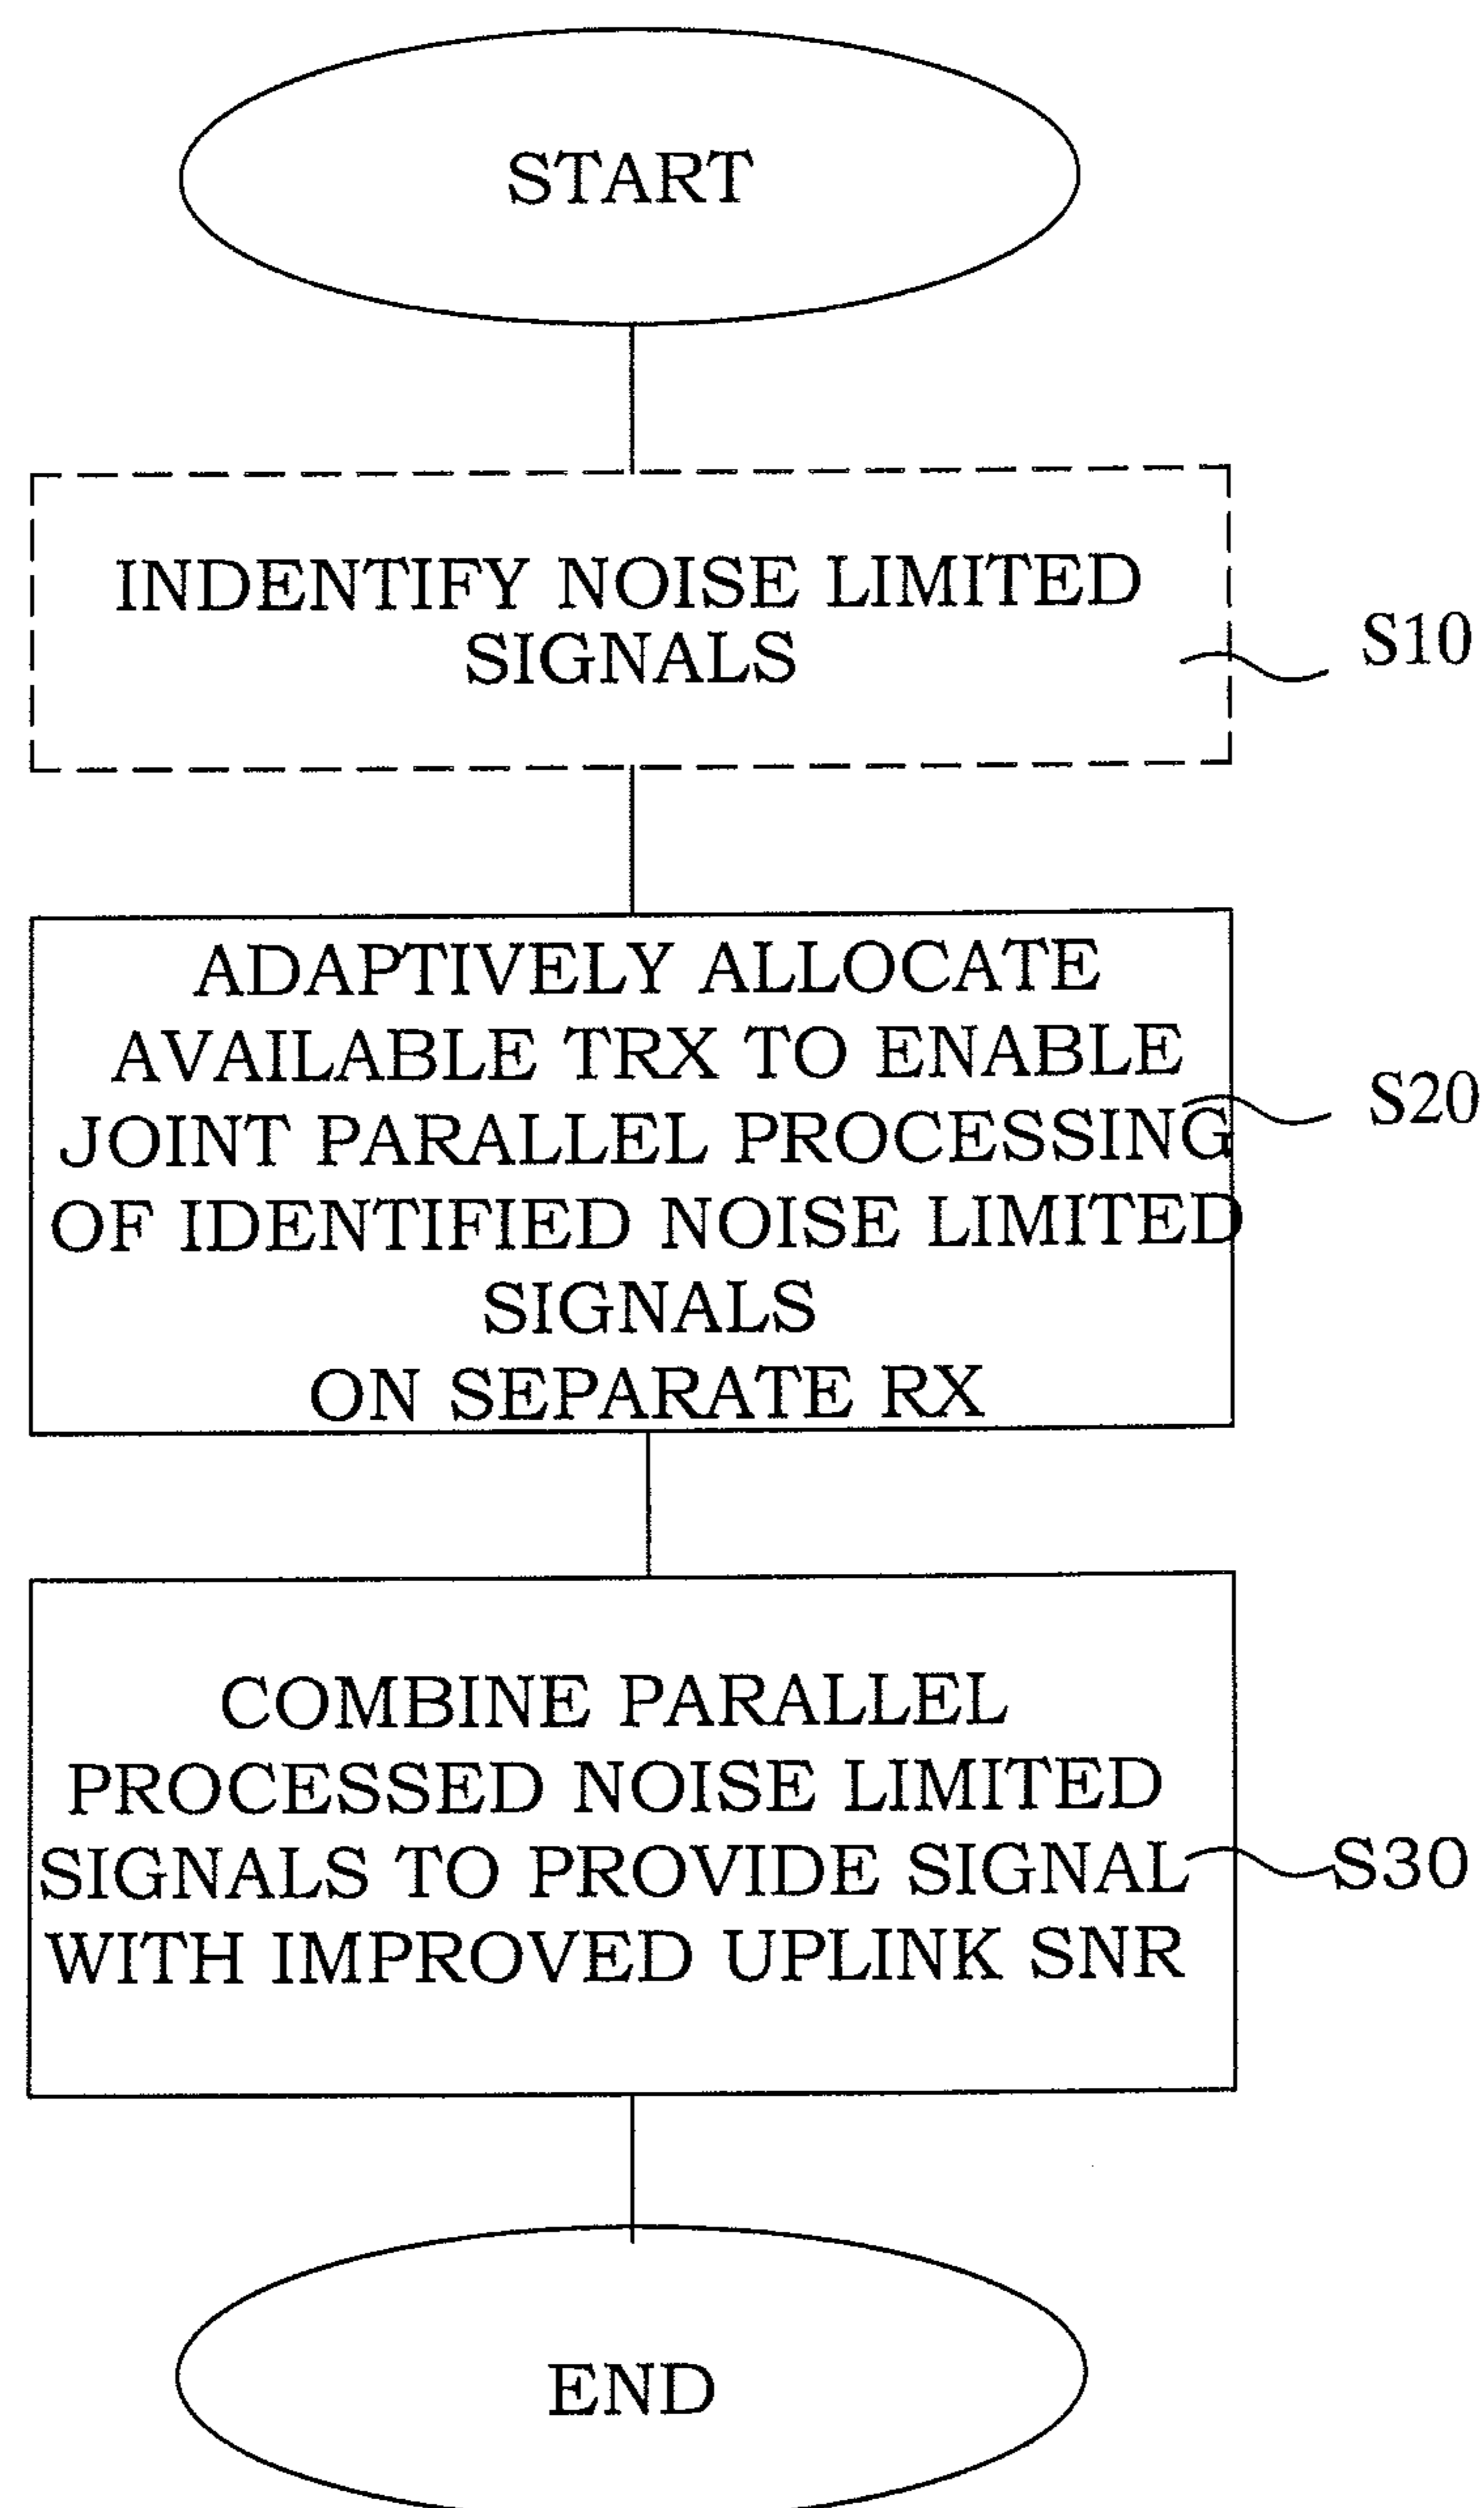 START
INDENTIFY NOISE LIMITED
SIGNALS
S10
ADAPTIVELY ALLOCATE
AVAILABLE TRX TO ENABLE
JOINT PARALLEL PROCESSING
OF IDENTIFIED NOISE LIMITED
SIGNALS
ON SEPARATE RX
S20
COMBINE PARALLEL
PROCESSED NOISE LIMITED
SIGNALS TO PROVIDE SIGNAL
WITH IMPROVED UPLINK SNR
S30
END